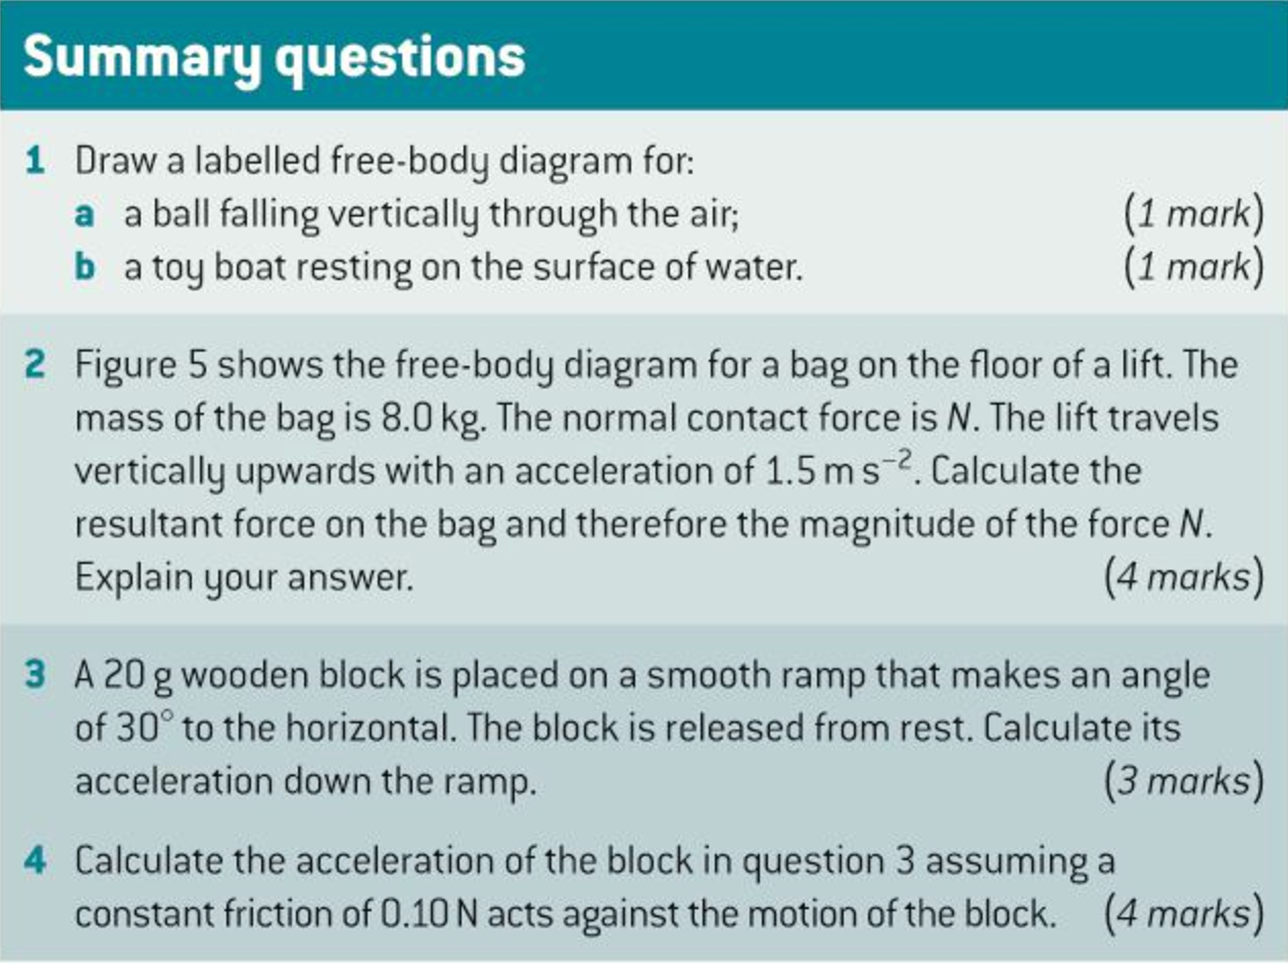 Summary questions
1 Draw a labelled free-body diagram for:
a a ball falling vertically through the air; (1 mark)
b a toy boat resting on the surface of water. (1 mark)
2 Figure 5 shows the free-body diagram for a bag on the floor of a lift. The
mass of the bag is 8.0 kg. The normal contact force is N. The lift travels
vertically upwards with an acceleration of 1.5 m s⁻². Calculate the
resultant force on the bag and therefore the magnitude of the force N.
Explain your answer. (4 marks)
3 A 20 g wooden block is placed on a smooth ramp that makes an angle
of 30° to the horizontal. The block is released from rest. Calculate its
acceleration down the ramp. (3 marks)
4 Calculate the acceleration of the block in question 3 assuming a
constant friction of 0.10 N acts against the motion of the block. (4 marks)